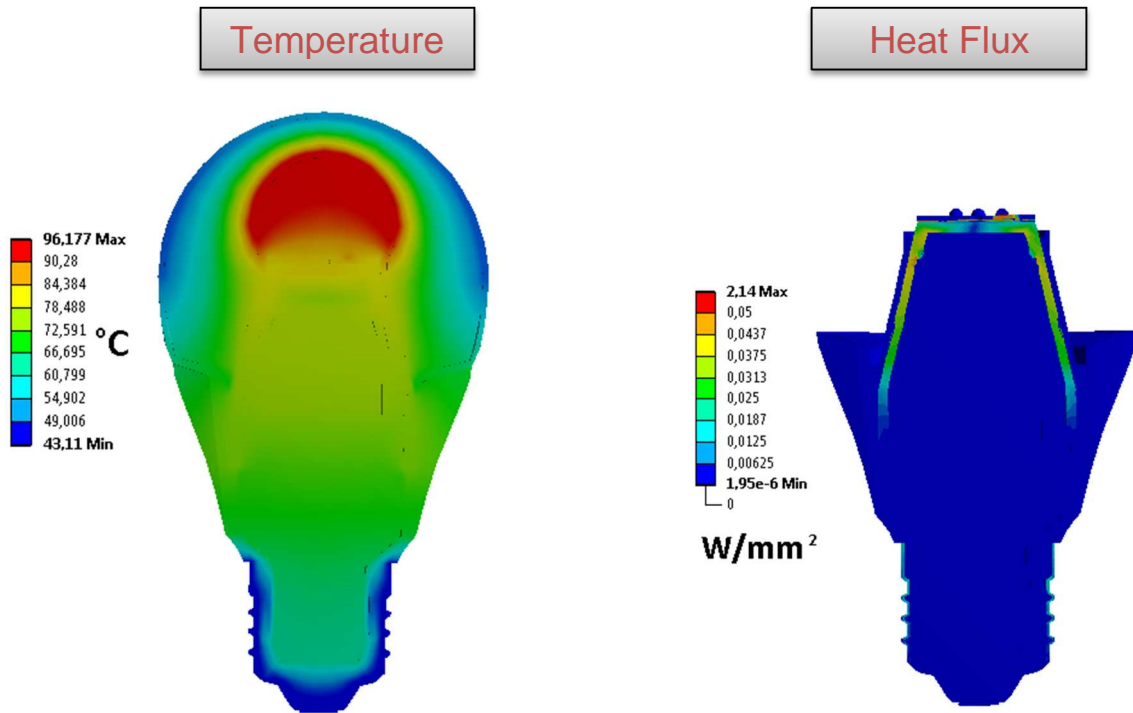 Temperature
Heat Flux
96,177 Max
90,28
84,384
78,488
72,591
66,695
60,799
54,902
49,006
43,11 Min
°C
2,14 Max
0,05
0,0437
0,0375
0,0313
0,025
0,0187
0,0125
0,00625
1,95e-6 Min
0
W/mm²